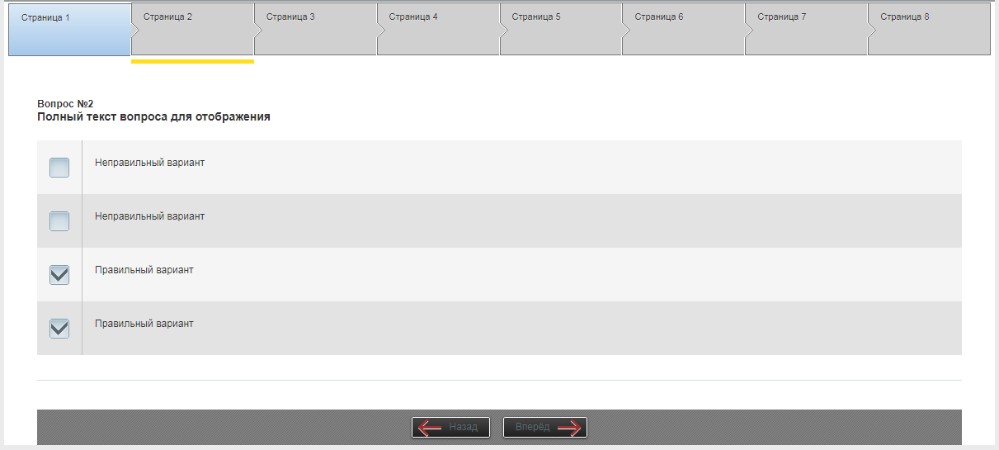 Страница 1 Страница 2 Страница 3 Страница 4 Страница 5 Страница 6 Страница 7 Страница 8
Вопрос №2
Полный текст вопроса для отображения
Неправильный вариант
Неправильный вариант
Правильный вариант
Правильный вариант
Назад Вперёд